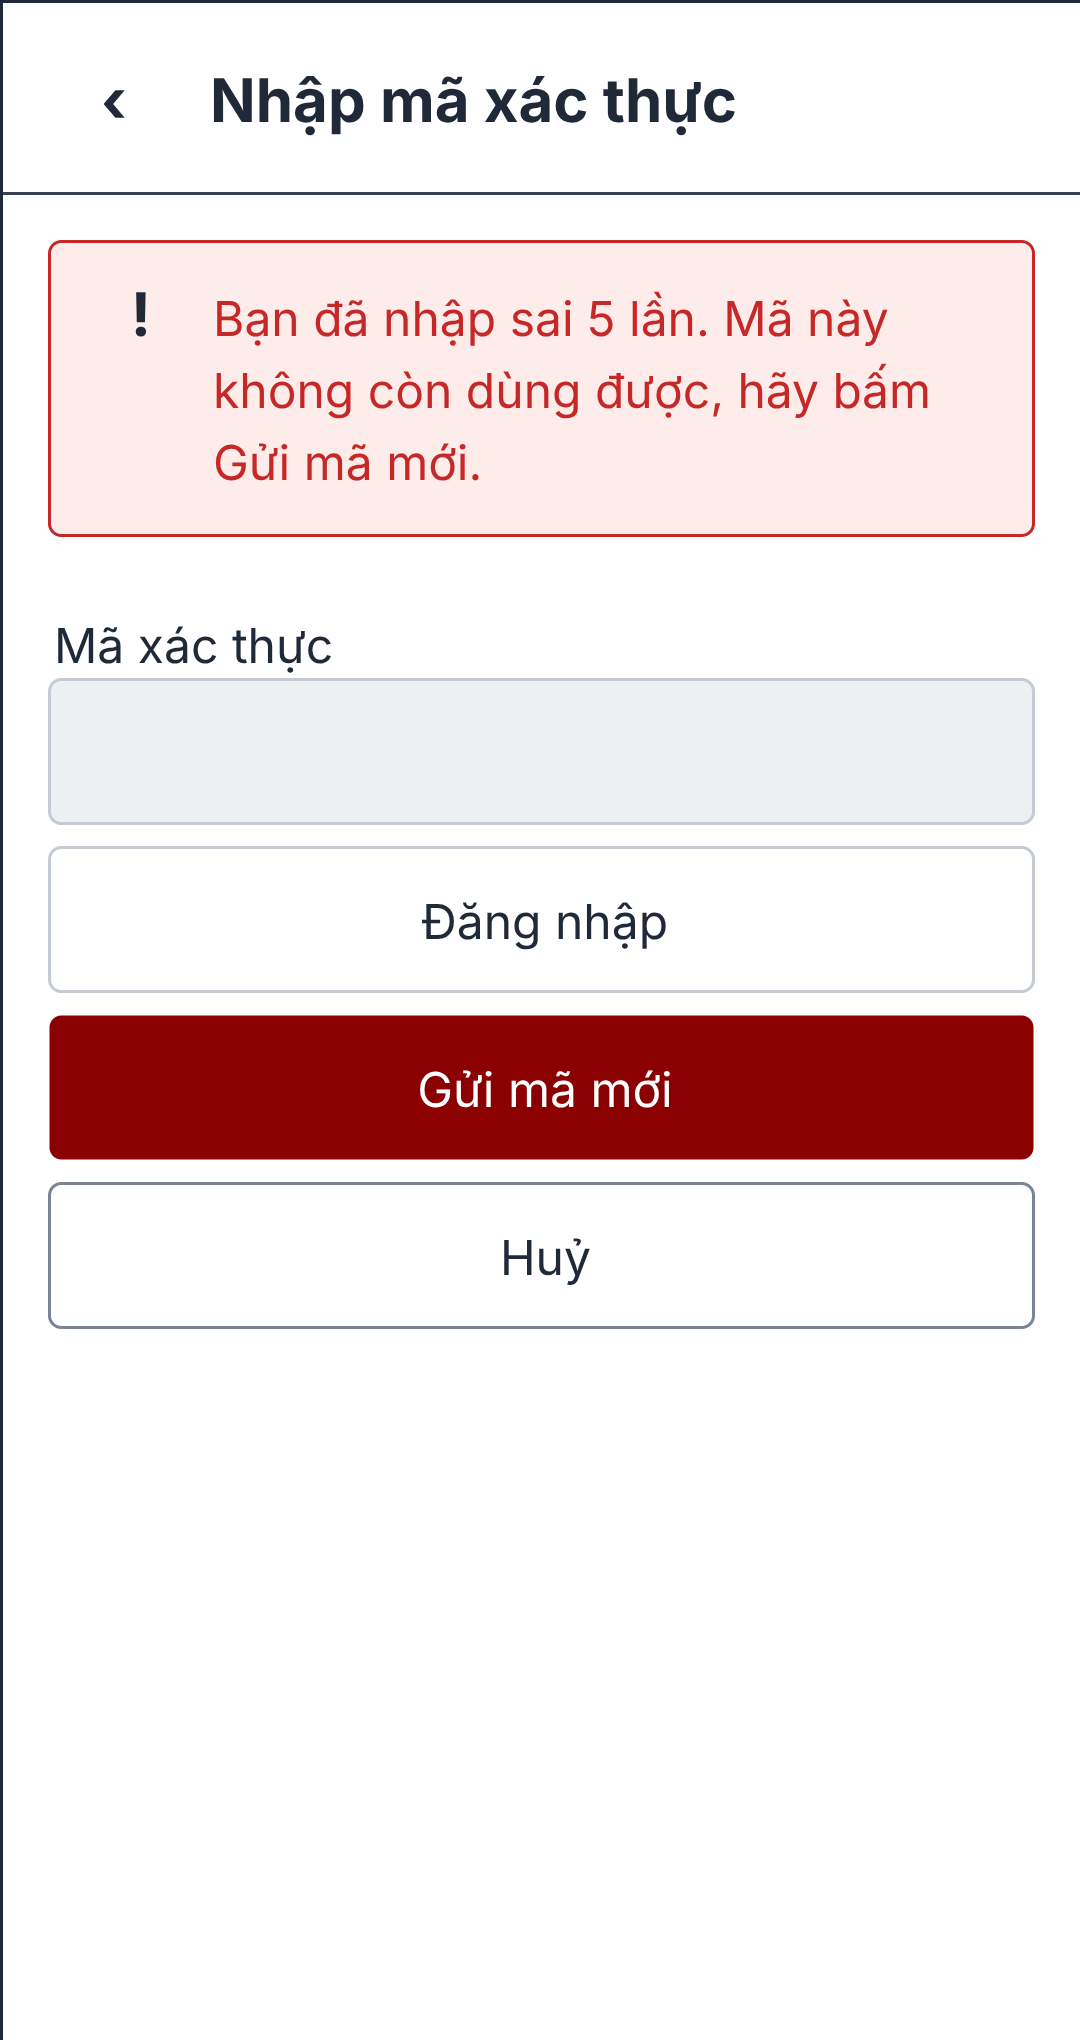 ‹ Nhập mã xác thực
! Bạn đã nhập sai 5 lần. Mã này
không còn dùng được, hãy bấm
Gửi mã mới.
Mã xác thực
Đăng nhập
Gửi mã mới
Huỷ